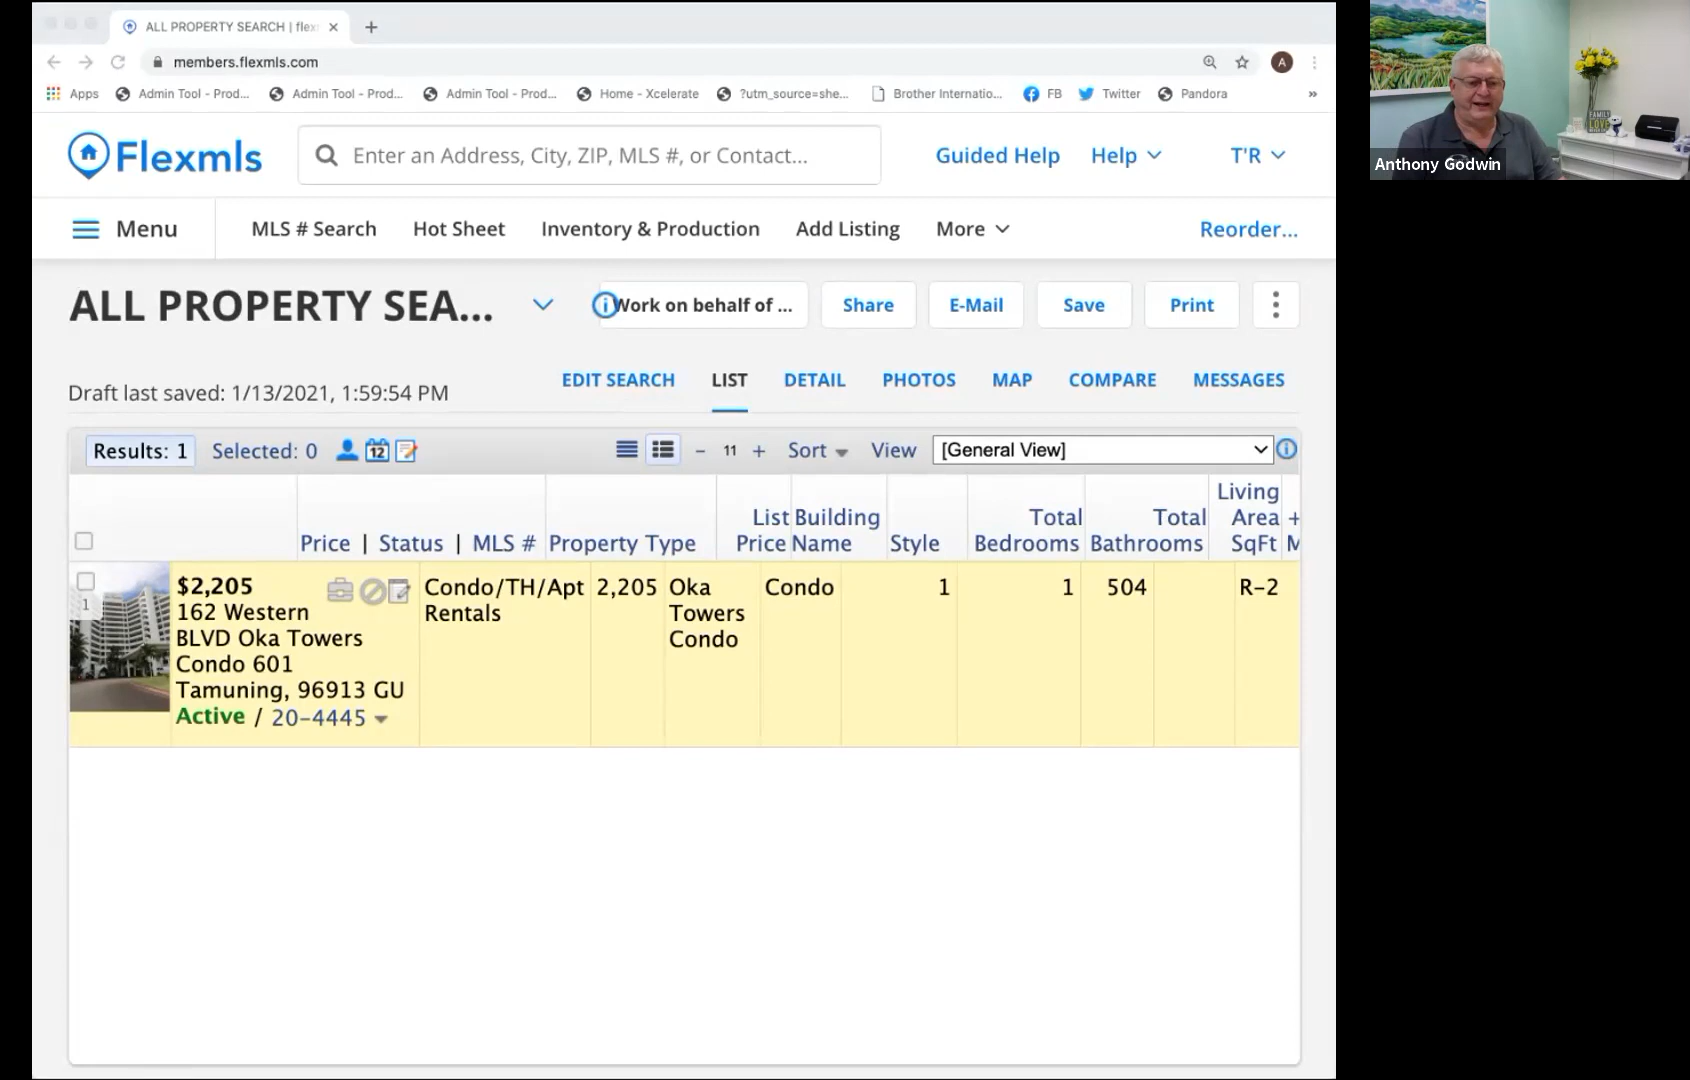 ALL PROPERTY SEARCH | flex
members.flexmls.com
A
Apps
Admin Tool - Prod...
Admin Tool - Prod...
Admin Tool - Prod...
Home - Xcelerate
?utm_source=she...
Brother Internatio...
FB
Twitter
Pandora
»
Flexmls
Enter an Address, City, ZIP, MLS #, or Contact...
Guided Help
Help
T'R
Menu
MLS # Search
Hot Sheet
Inventory & Production
Add Listing
More
Reorder...
ALL PROPERTY SEA...
Work on behalf of ...
Share
E-Mail
Save
Print
Draft last saved: 1/13/2021, 1:59:54 PM
EDIT SEARCH
LIST
DETAIL
PHOTOS
MAP
COMPARE
MESSAGES
Results: 1
Selected: 0
12
– 11 +
Sort
View
[General View]
Price | Status | MLS #
Property Type
List
Price
Building
Name
Style
Total
Bedrooms
Total
Bathrooms
Living
Area
SqFt
+
M
1
$2,205
162 Western
BLVD Oka Towers
Condo 601
Tamuning, 96913 GU
Active / 20-4445
Condo/TH/Apt
Rentals
2,205
Oka
Towers
Condo
Condo
1
1
504
R-2
Anthony Godwin
FAMILY
LOVE